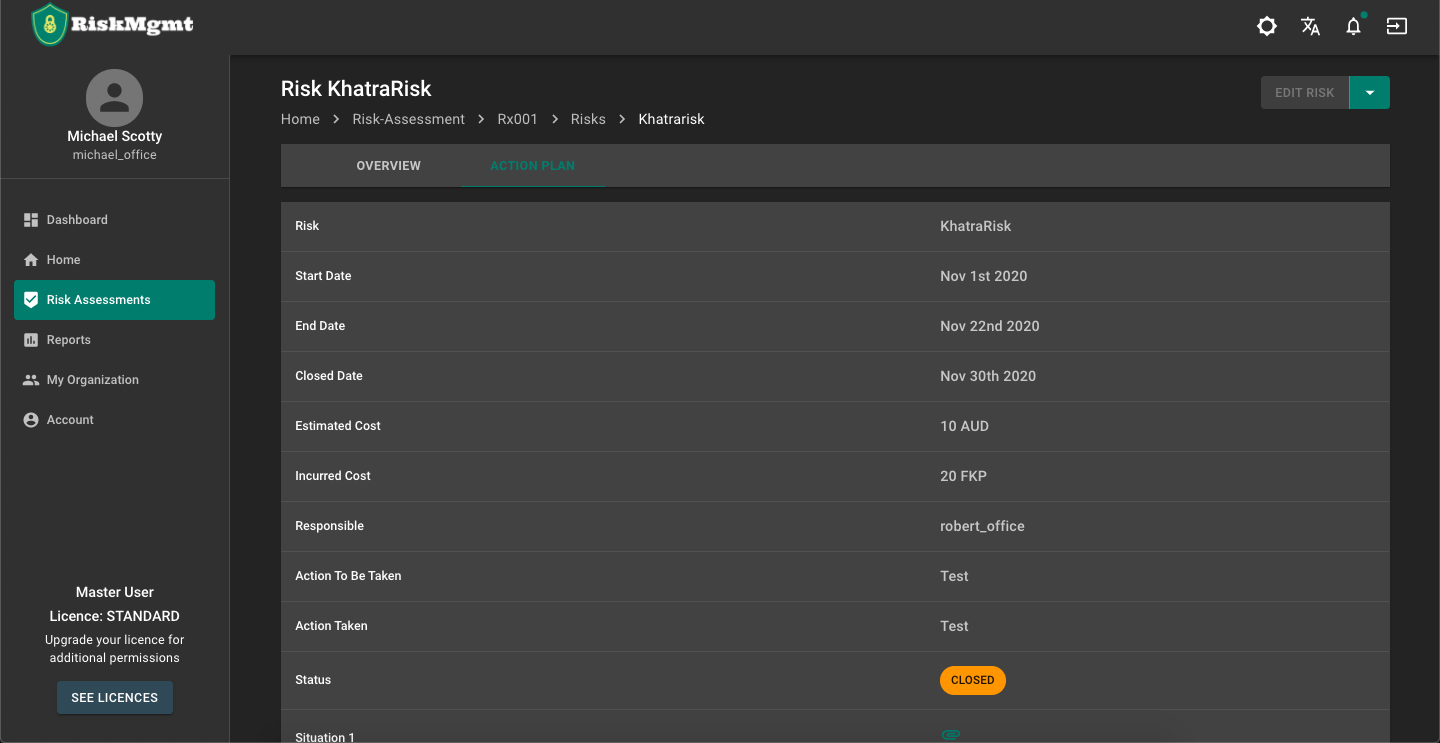 RiskMgmt
Michael Scotty
michael_office
Dashboard
Home
Risk Assessments
Reports
My Organization
Account
Master User
Licence: STANDARD
Upgrade your licence for
additional permissions
SEE LICENCES
Risk KhatraRisk
EDIT RISK
Home > Risk-Assessment > Rx001 > Risks > Khatrarisk
OVERVIEW ACTION PLAN
Risk KhatraRisk
Start Date Nov 1st 2020
End Date Nov 22nd 2020
Closed Date Nov 30th 2020
Estimated Cost 10 AUD
Incurred Cost 20 FKP
Responsible robert_office
Action To Be Taken Test
Action Taken Test
Status CLOSED
Situation 1